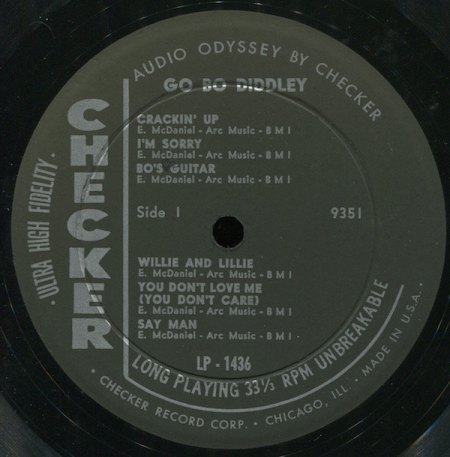 AUDIO ODYSSEY BY CHECKER
GO BO DIDDLEY
CHECKER
· ULTRA HIGH FIDELITY ·
CRACKIN' UP
E. McDaniel - Arc Music - B M I
I'M SORRY
E. McDaniel - Arc Music - B M I
BO'S GUITAR
E. McDaniel - Arc Music - B M I
Side 1 9351
WILLIE AND LILLIE
E. McDaniel - Arc Music - B M I
YOU DON'T LOVE ME
(YOU DON'T CARE)
E. McDaniel - Arc Music - B M I
SAY MAN
E. McDaniel - Arc Music - B M I
LP - 1436
LONG PLAYING 33⅓ RPM UNBREAKABLE
· CHECKER RECORD CORP. · CHICAGO, ILL. · MADE IN U.S.A. ·